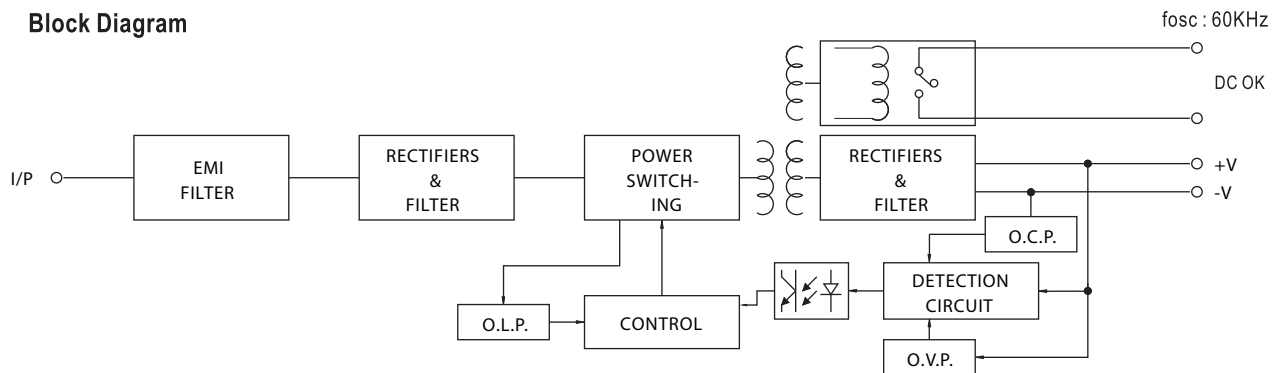 Block Diagram
fosc : 60KHz
DC OK
I/P
EMI
FILTER
RECTIFIERS
&
FILTER
POWER
SWITCH-
ING
RECTIFIERS
&
FILTER
+V
-V
O.C.P.
O.L.P.
CONTROL
DETECTION
CIRCUIT
O.V.P.